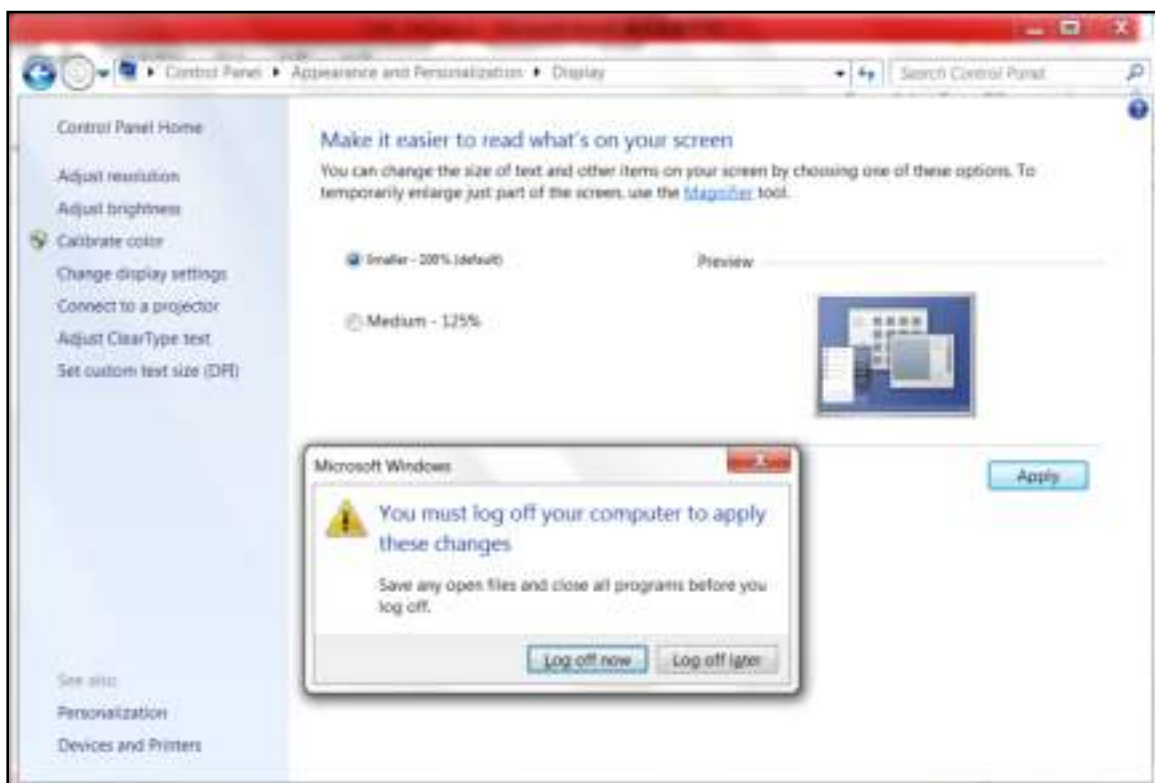 Control Panel ▸ Appearance and Personalization ▸ Display
Search Control Panel
Control Panel Home
Adjust resolution
Adjust brightness
Calibrate color
Change display settings
Connect to a projector
Adjust ClearType text
Set custom text size (DPI)
See also
Personalization
Devices and Printers
Make it easier to read what's on your screen
You can change the size of text and other items on your screen by choosing one of these options. To
temporarily enlarge just part of the screen, use the Magnifier tool.
Smaller - 100% (default)
Preview
Medium - 125%
Apply
Microsoft Windows
You must log off your computer to apply
these changes
Save any open files and close all programs before you
log off.
Log off now
Log off later